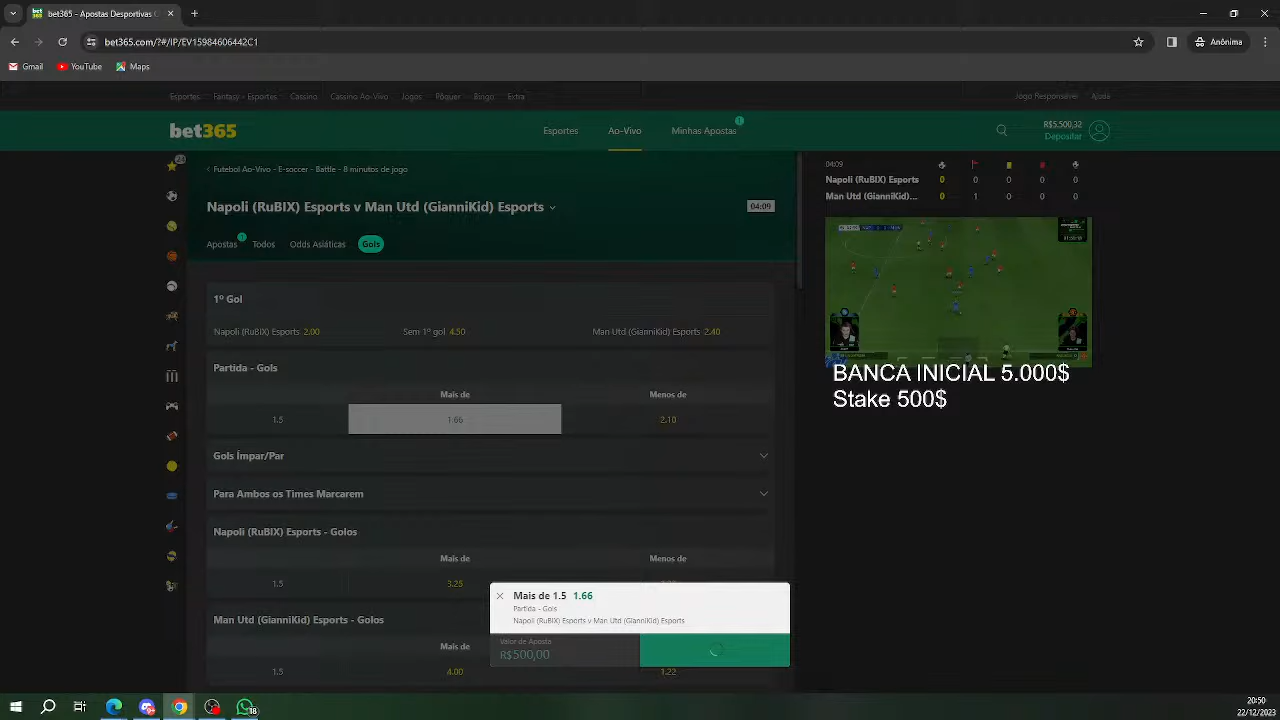 bet365 - Apostas Desportivas
bet365.com/?#/IP/EV15984606442C1
Anônima
Gmail
YouTube
Maps
Esportes
Fantasy - Esportes
Cassino
Cassino Ao-Vivo
Jogos
Pôquer
Bingo
Extra
Jogo Responsável
Ajuda
bet365
Esportes
Ao-Vivo
Minhas Apostas
1
R$5.500,32
Depositar
Futebol Ao-Vivo - E-soccer - Battle - 8 minutos de jogo
Napoli (RuBIX) Esports v Man Utd (GianniKid) Esports
04:09
Apostas
1
Todos
Odds Asiáticas
Gols
04:09
Napoli (RuBIX) Esports 0 0 0 0 0
Man Utd (GianniKid)... 0 1 0 0 0
BANCA INICIAL 5.000$
Stake 500$
1º Gol
Napoli (RuBIX) Esports 2.00
Sem 1º gol 4.50
Man Utd (GianniKid) Esports 2.40
Partida - Gols
Mais de
Menos de
1.5
1.66
2.10
Gols Ímpar/Par
Para Ambos os Times Marcarem
Napoli (RuBIX) Esports - Golos
Mais de
Menos de
1.5
3.25
Man Utd (GianniKid) Esports - Golos
Mais de
1.5
4.00
1.22
Mais de 1.5 1.66
Partida - Gols
Napoli (RuBIX) Esports v Man Utd (GianniKid) Esports
Valor de Aposta
R$500,00
18
20:50
22/12/2023